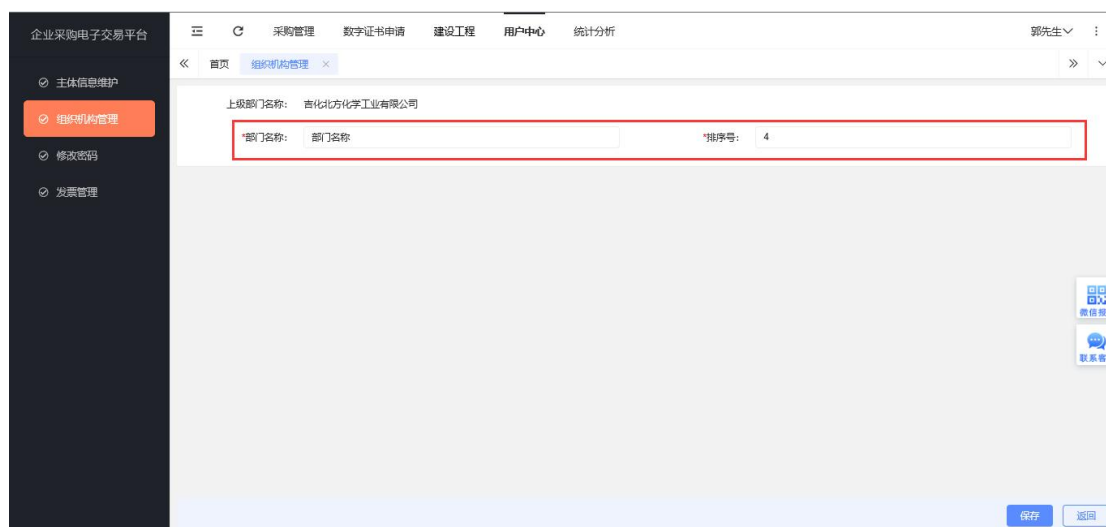 企业采购电子交易平台
采购管理 数字证书申请 建设工程 用户中心 统计分析 郭先生
首页 组织机构管理 ×
主体信息维护
组织机构管理
修改密码
发票管理
上级部门名称： 吉化北方化学工业有限公司
*部门名称： 部门名称 *排序号： 4
微信
联系客
保存 返回